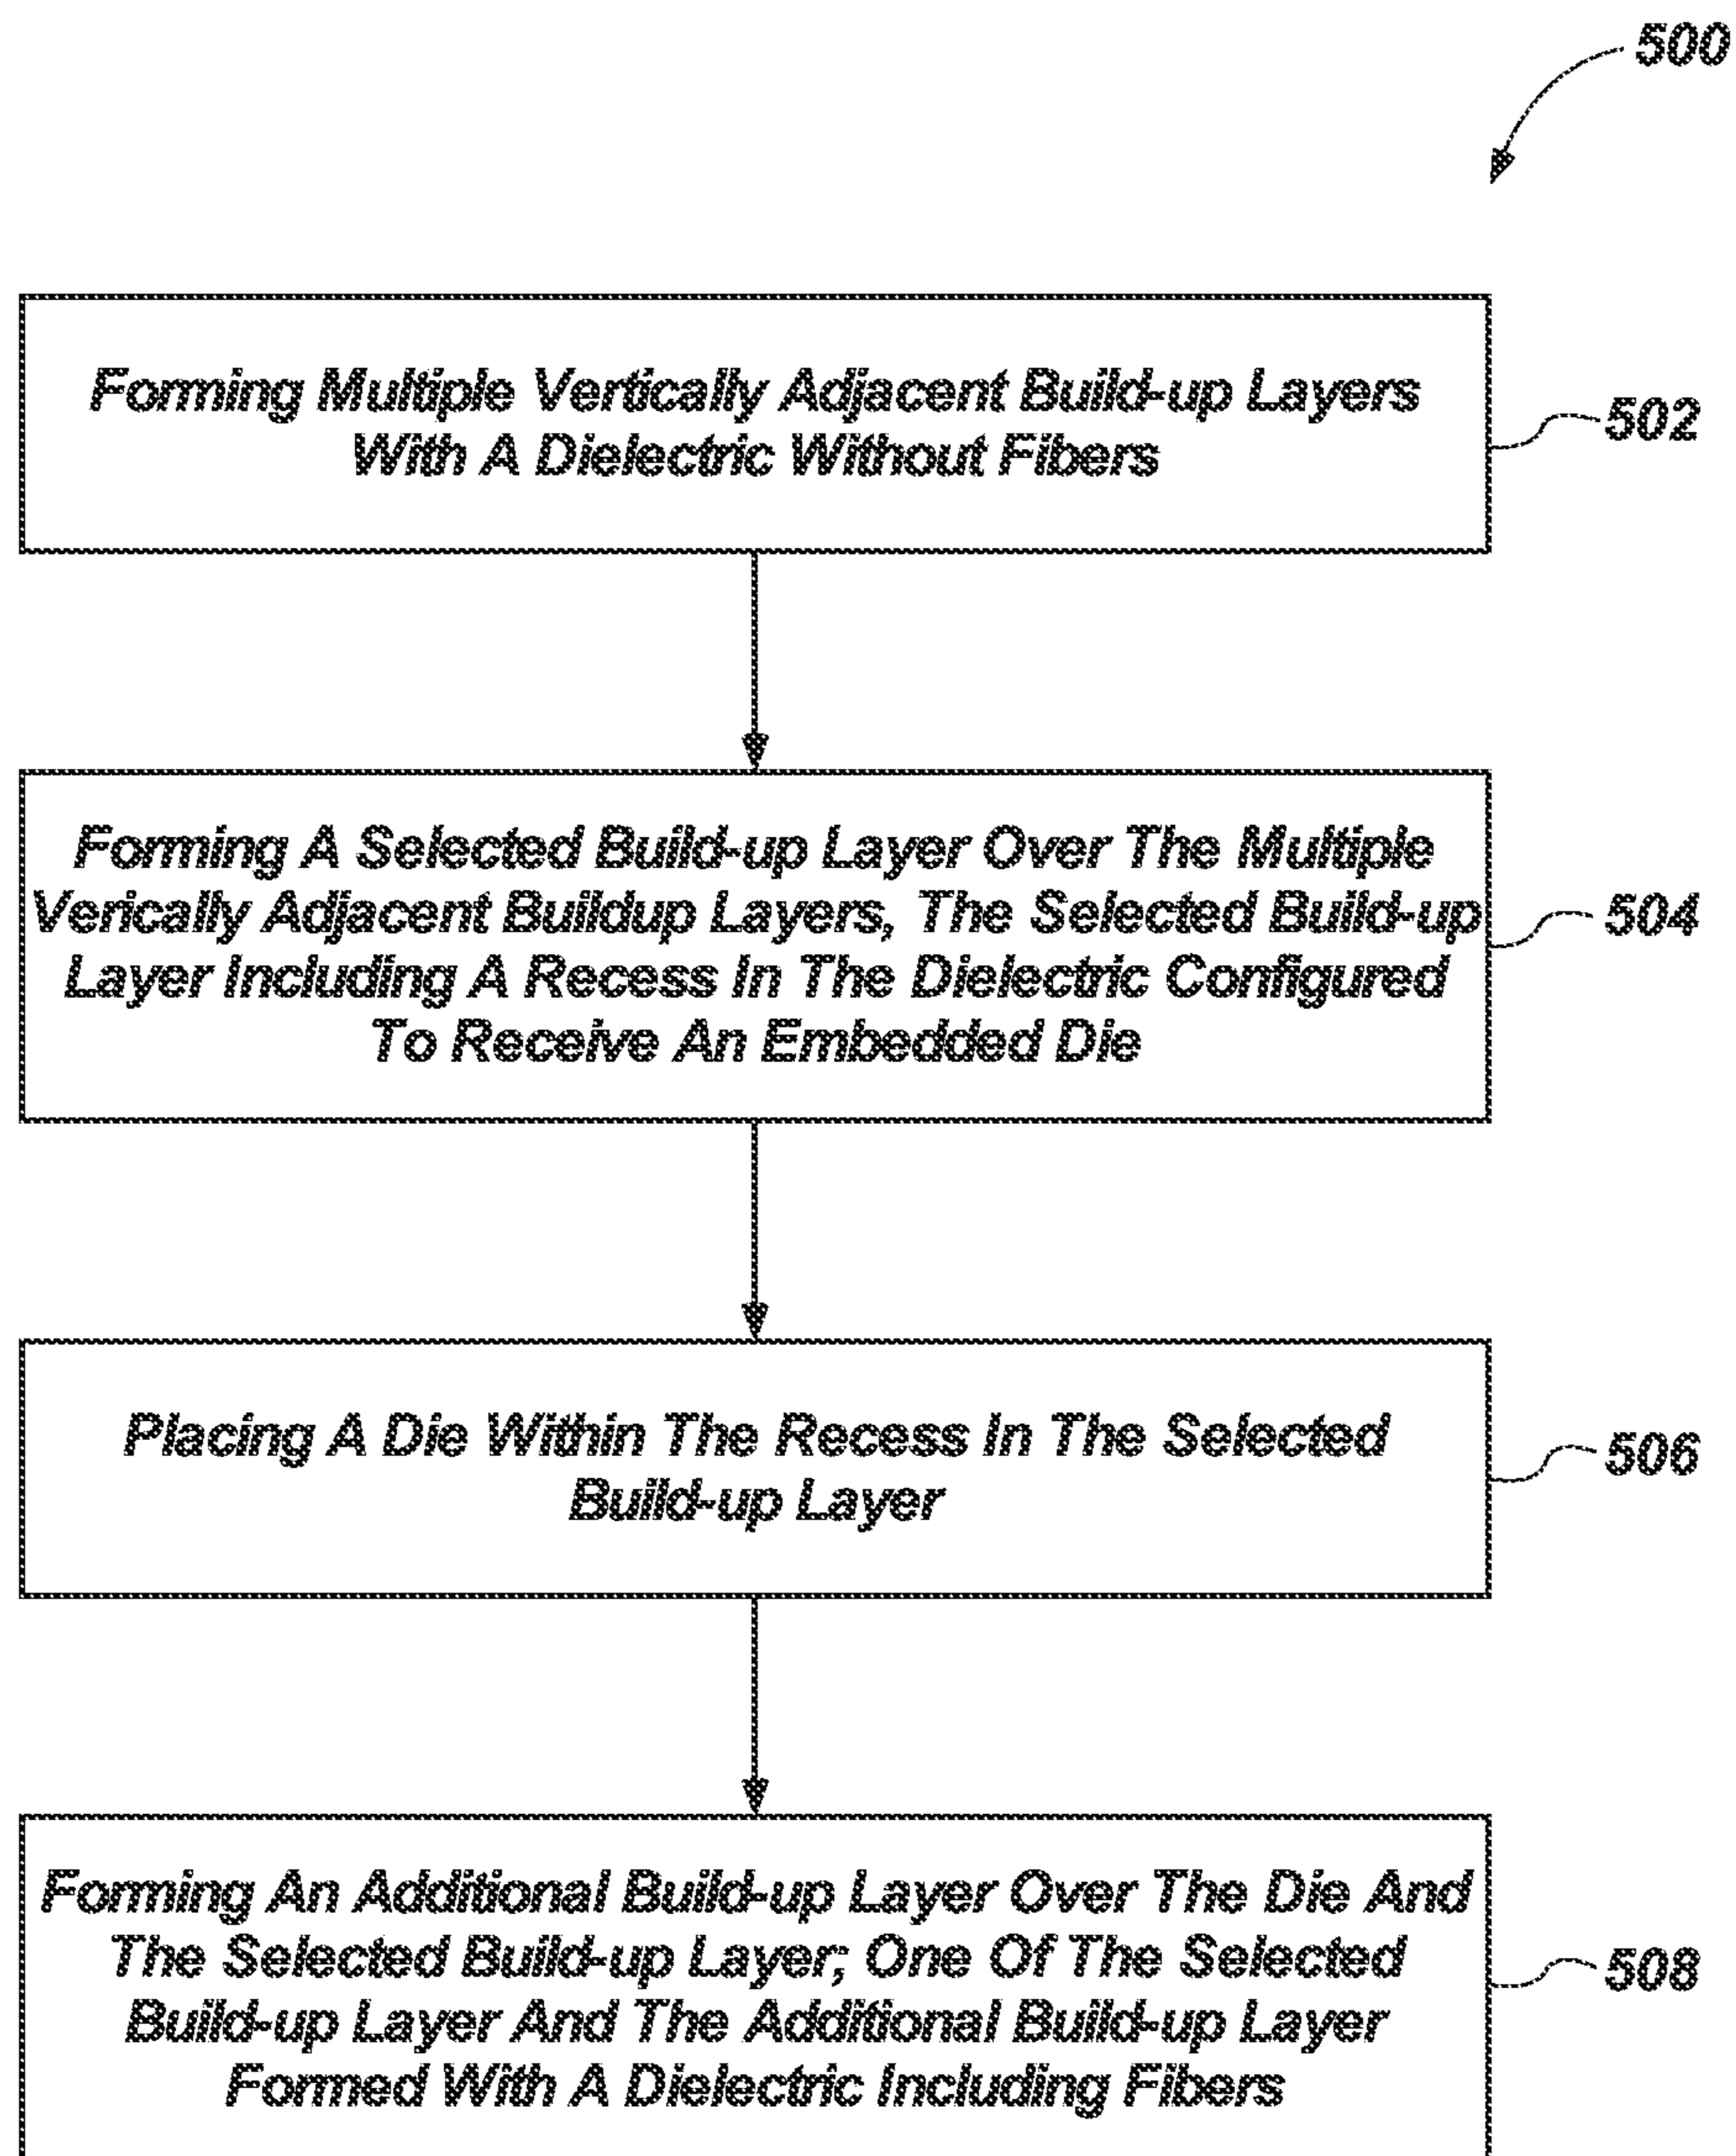 500
Forming Multiple Vertically Adjacent Build-up Layers
With A Dielectric Without Fibers
502
Forming A Selected Build-up Layer Over The Multiple
Verically Adjacent Buildup Layers, The Selected Build-up
Layer Including A Recess In The Dielectric Configured
To Receive An Embedded Die
504
Placing A Die Within The Recess In The Selected
Build-up Layer
506
Forming An Additional Build-up Layer Over The Die And
The Selected Build-up Layer; One Of The Selected
Build-up Layer And The Additional Build-up Layer
Formed With A Dielectric Including Fibers
508